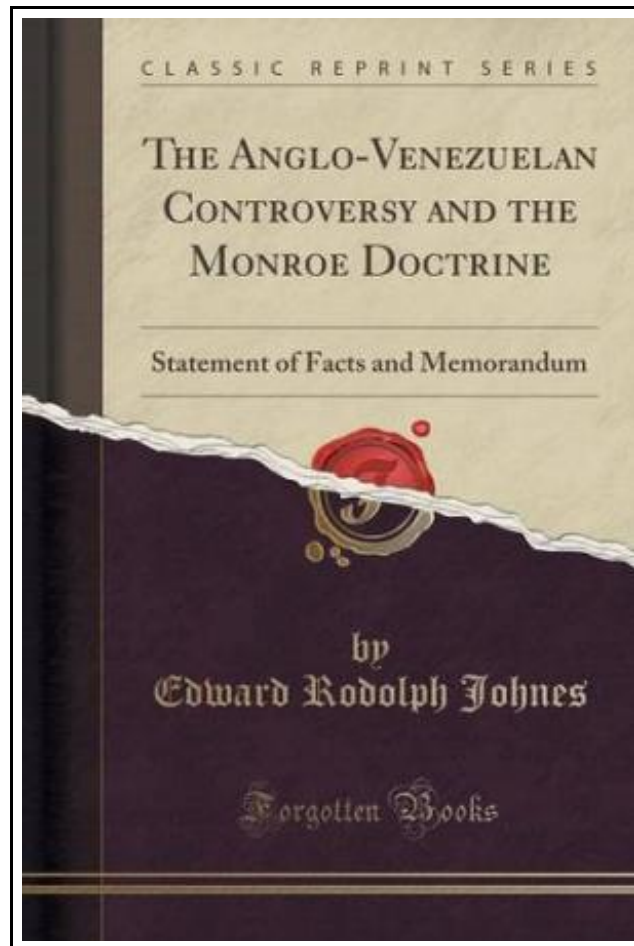 CLASSIC REPRINT SERIES
THE ANGLO-VENEZUELAN
CONTROVERSY AND THE
MONROE DOCTRINE
Statement of Facts and Memorandum
by
Edward Rodolph Johnes
Forgotten Books